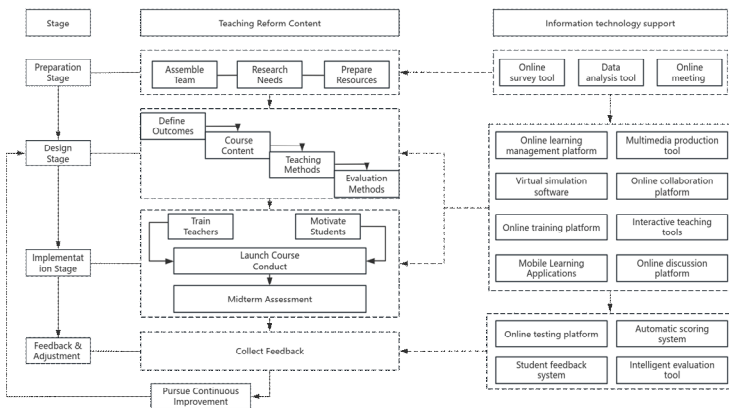 Stage
Teaching Reform Content
Information technology support
Preparation
Stage
Assemble
Team
Research
Needs
Prepare
Resources
Online
survey tool
Data
analysis tool
Online
meeting
Design
Stage
Define
Outcomes
Course
Content
Teaching
Methods
Evaluation
Methods
Online learning
management platform
Multimedia production
tool
Virtual simulation
software
Online collaboration
platform
Online training platform
Interactive teaching
tools
Mobile Learning
Applications
Online discussion
platform
Implementat
ion Stage
Train
Teachers
Motivate
Students
Launch Course
Conduct
Midterm Assessment
Feedback &
Adjustment
Collect Feedback
Online testing platform
Automatic scoring
system
Student feedback
system
Intelligent evaluation
tool
Pursue Continuous
Improvement